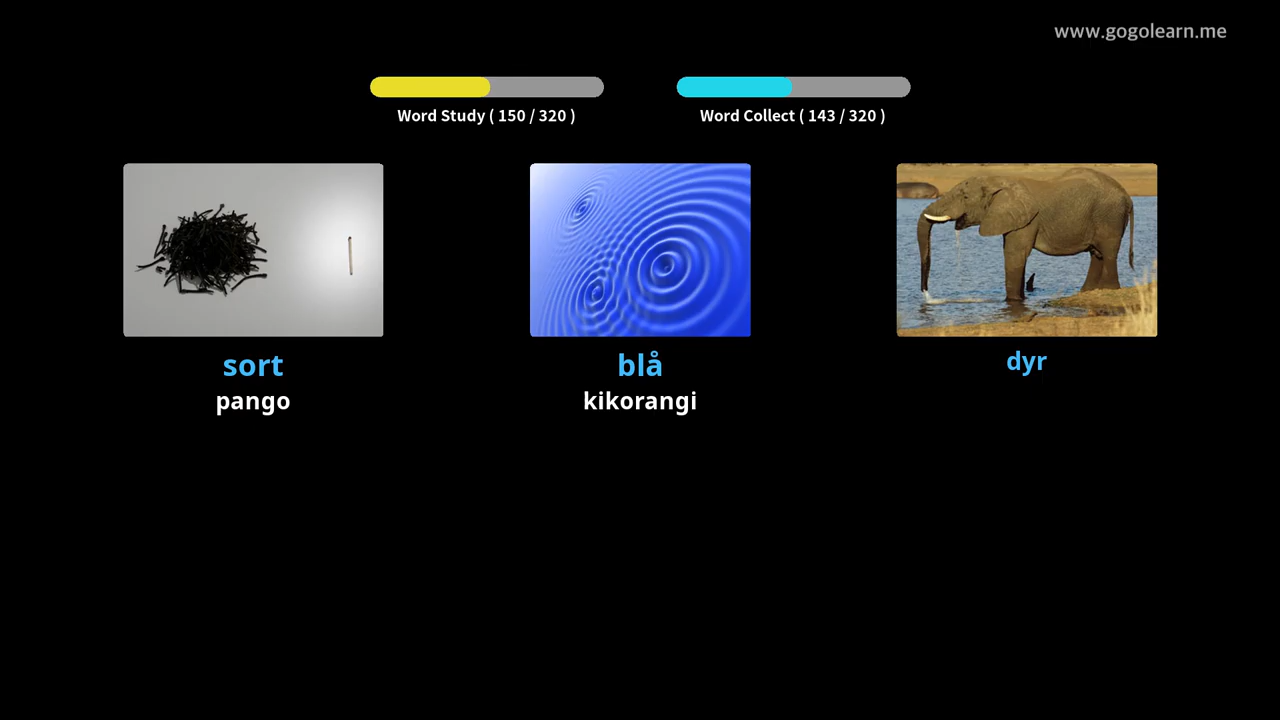 www.gogolearn.me
Word Study ( 150 / 320 )
Word Collect ( 143 / 320 )
sort
pango
blå
kikorangi
dyr